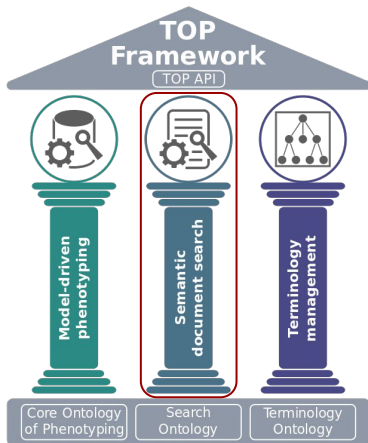 TOP
Framework
TOP API
Model-driven
phenotyping
Semantic
document search
Terminology
management
Core Ontology
of Phenotyping
Search
Ontology
Terminology
Ontology